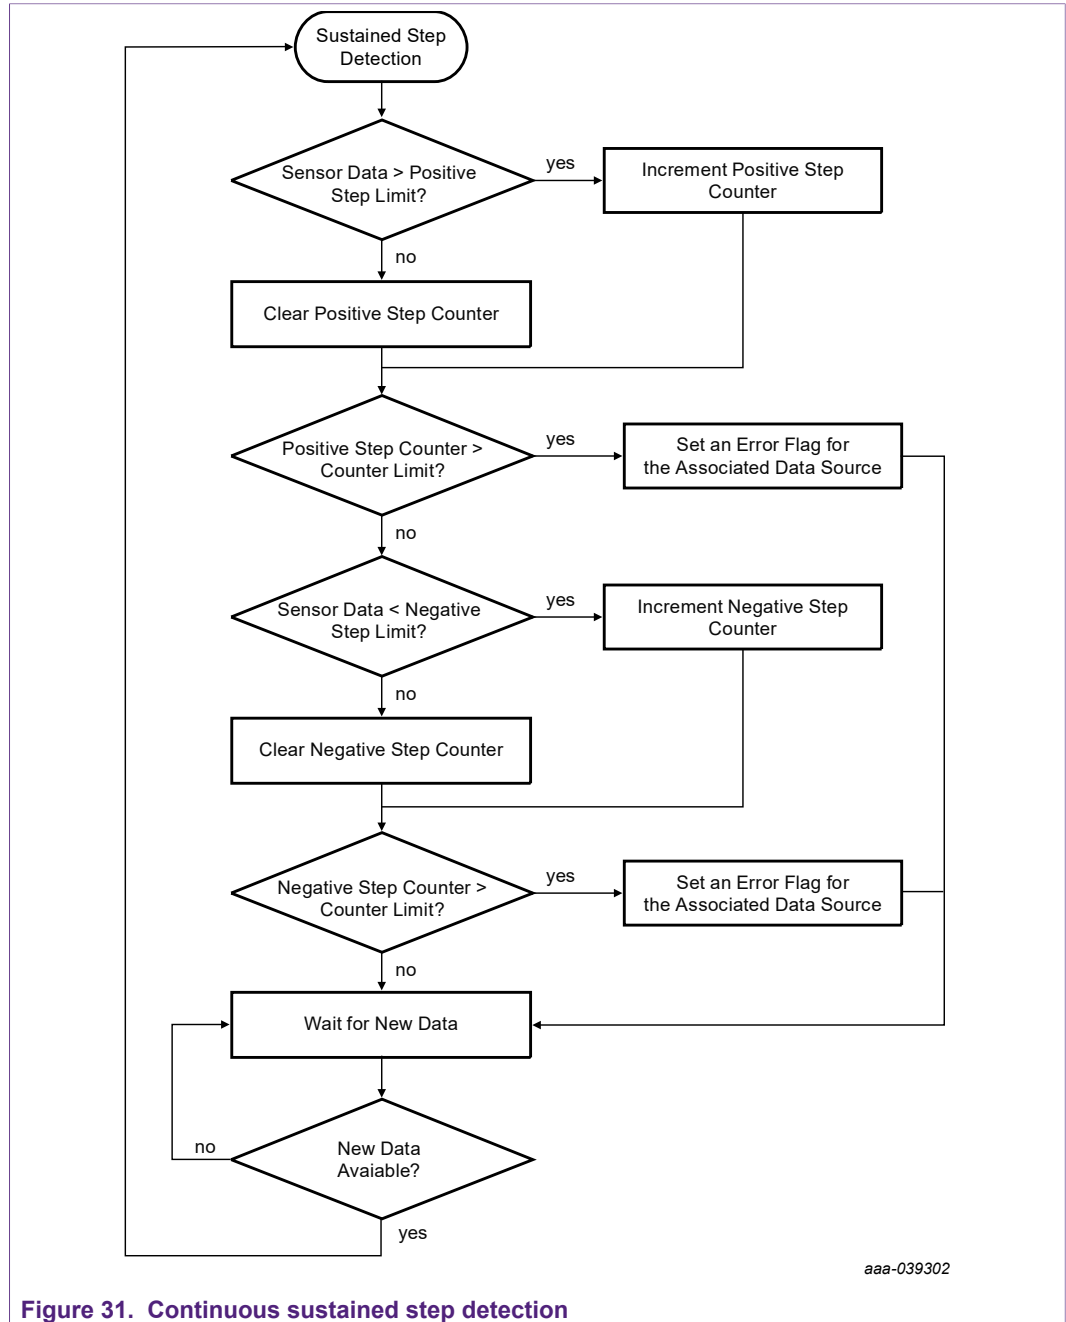 Sustained Step
Detection
Sensor Data > Positive
Step Limit?
yes
Increment Positive Step
Counter
no
Clear Positive Step Counter
Positive Step Counter >
Counter Limit?
yes
Set an Error Flag for
the Associated Data Source
no
Sensor Data < Negative
Step Limit?
yes
Increment Negative Step
Counter
no
Clear Negative Step Counter
Negative Step Counter >
Counter Limit?
yes
Set an Error Flag for
the Associated Data Source
no
Wait for New Data
New Data
Avaiable?
no
yes
aaa-039302
Figure 31. Continuous sustained step detection